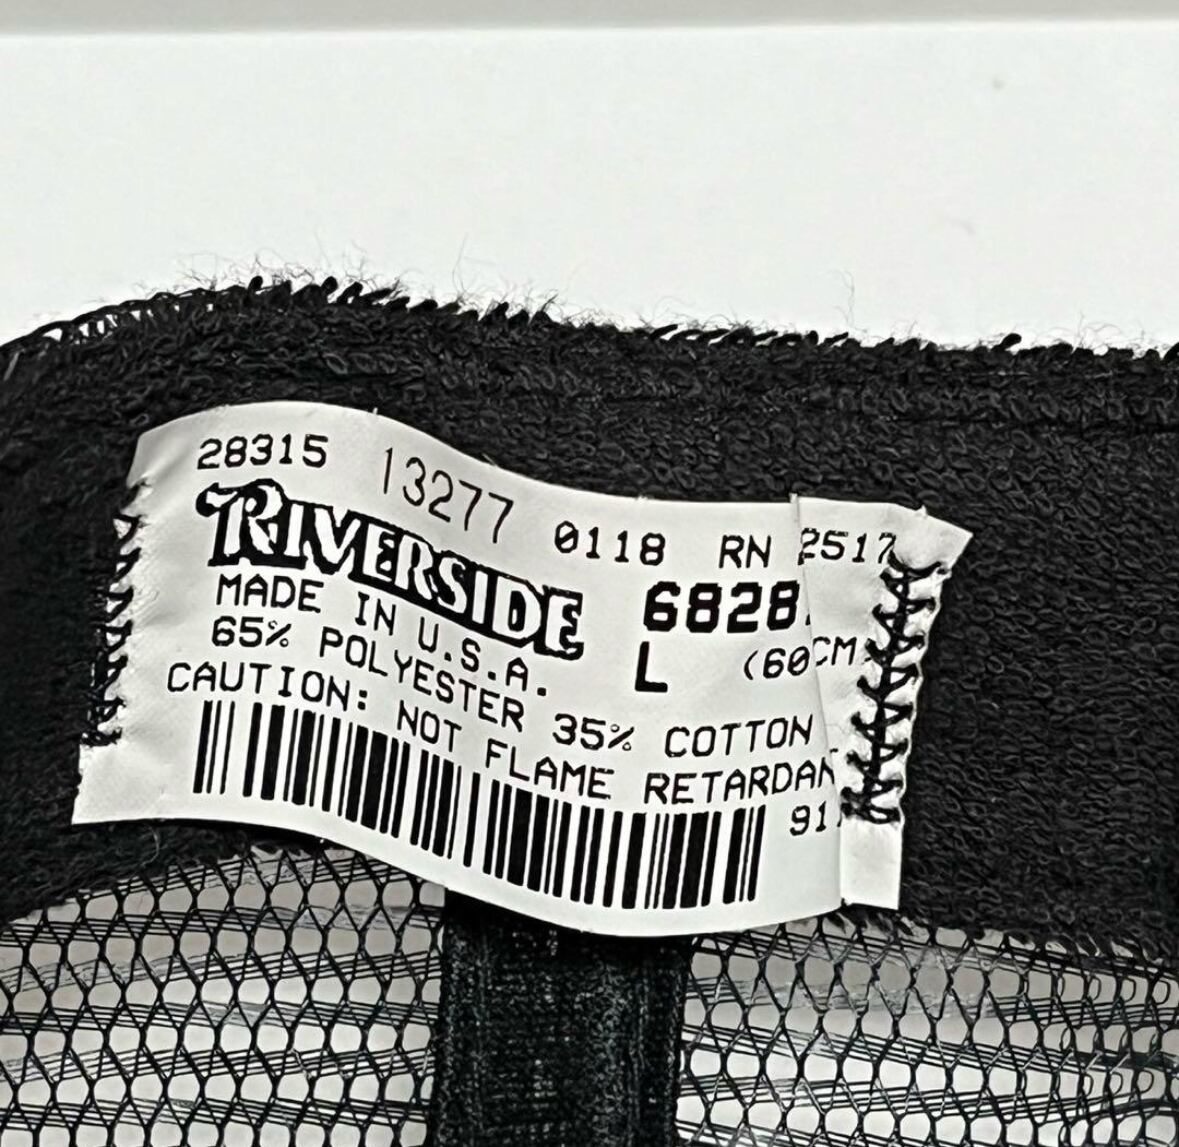 28315 13277 0118 RN 2517
RIVERSIDE 6828
MADE IN U.S.A. L (60CM
65% POLYESTER 35% COTTON
CAUTION: NOT FLAME RETARDAN
91